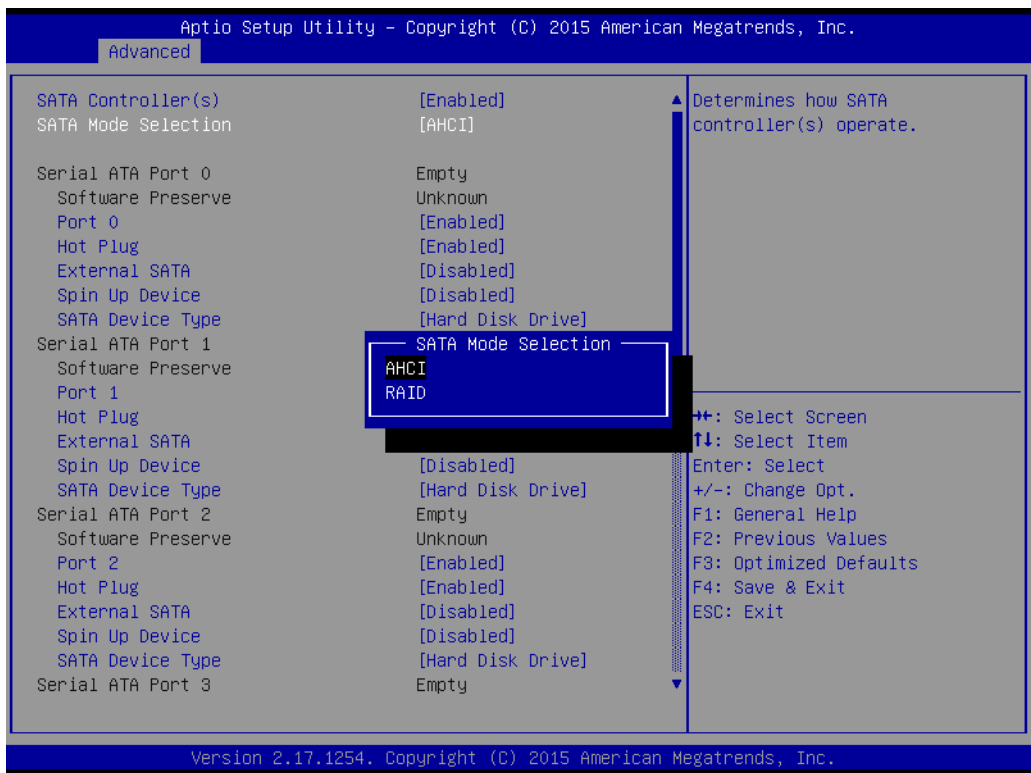 Aptio Setup Utility – Copyright (C) 2015 American Megatrends, Inc.
Advanced
SATA Controller(s) [Enabled]
SATA Mode Selection [AHCI]
Serial ATA Port 0 Empty
Software Preserve Unknown
Port 0 [Enabled]
Hot Plug [Enabled]
External SATA [Disabled]
Spin Up Device [Disabled]
SATA Device Type [Hard Disk Drive]
Serial ATA Port 1
Software Preserve
Port 1
Hot Plug
External SATA
Spin Up Device [Disabled]
SATA Device Type [Hard Disk Drive]
Serial ATA Port 2 Empty
Software Preserve Unknown
Port 2 [Enabled]
Hot Plug [Enabled]
External SATA [Disabled]
Spin Up Device [Disabled]
SATA Device Type [Hard Disk Drive]
Serial ATA Port 3 Empty
SATA Mode Selection
AHCI
RAID
Determines how SATA
controller(s) operate.
→←: Select Screen
↑↓: Select Item
Enter: Select
+/-: Change Opt.
F1: General Help
F2: Previous Values
F3: Optimized Defaults
F4: Save & Exit
ESC: Exit
Version 2.17.1254. Copyright (C) 2015 American Megatrends, Inc.